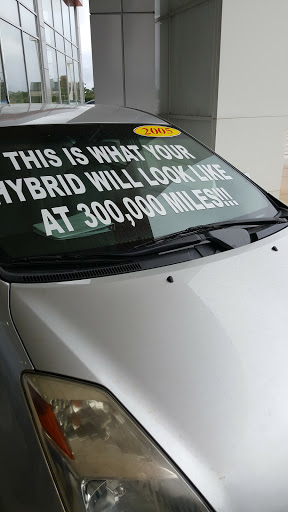 2005
THIS IS WHAT YOUR
HYBRID WILL LOOK LIKE
AT 300,000 MILES!!!